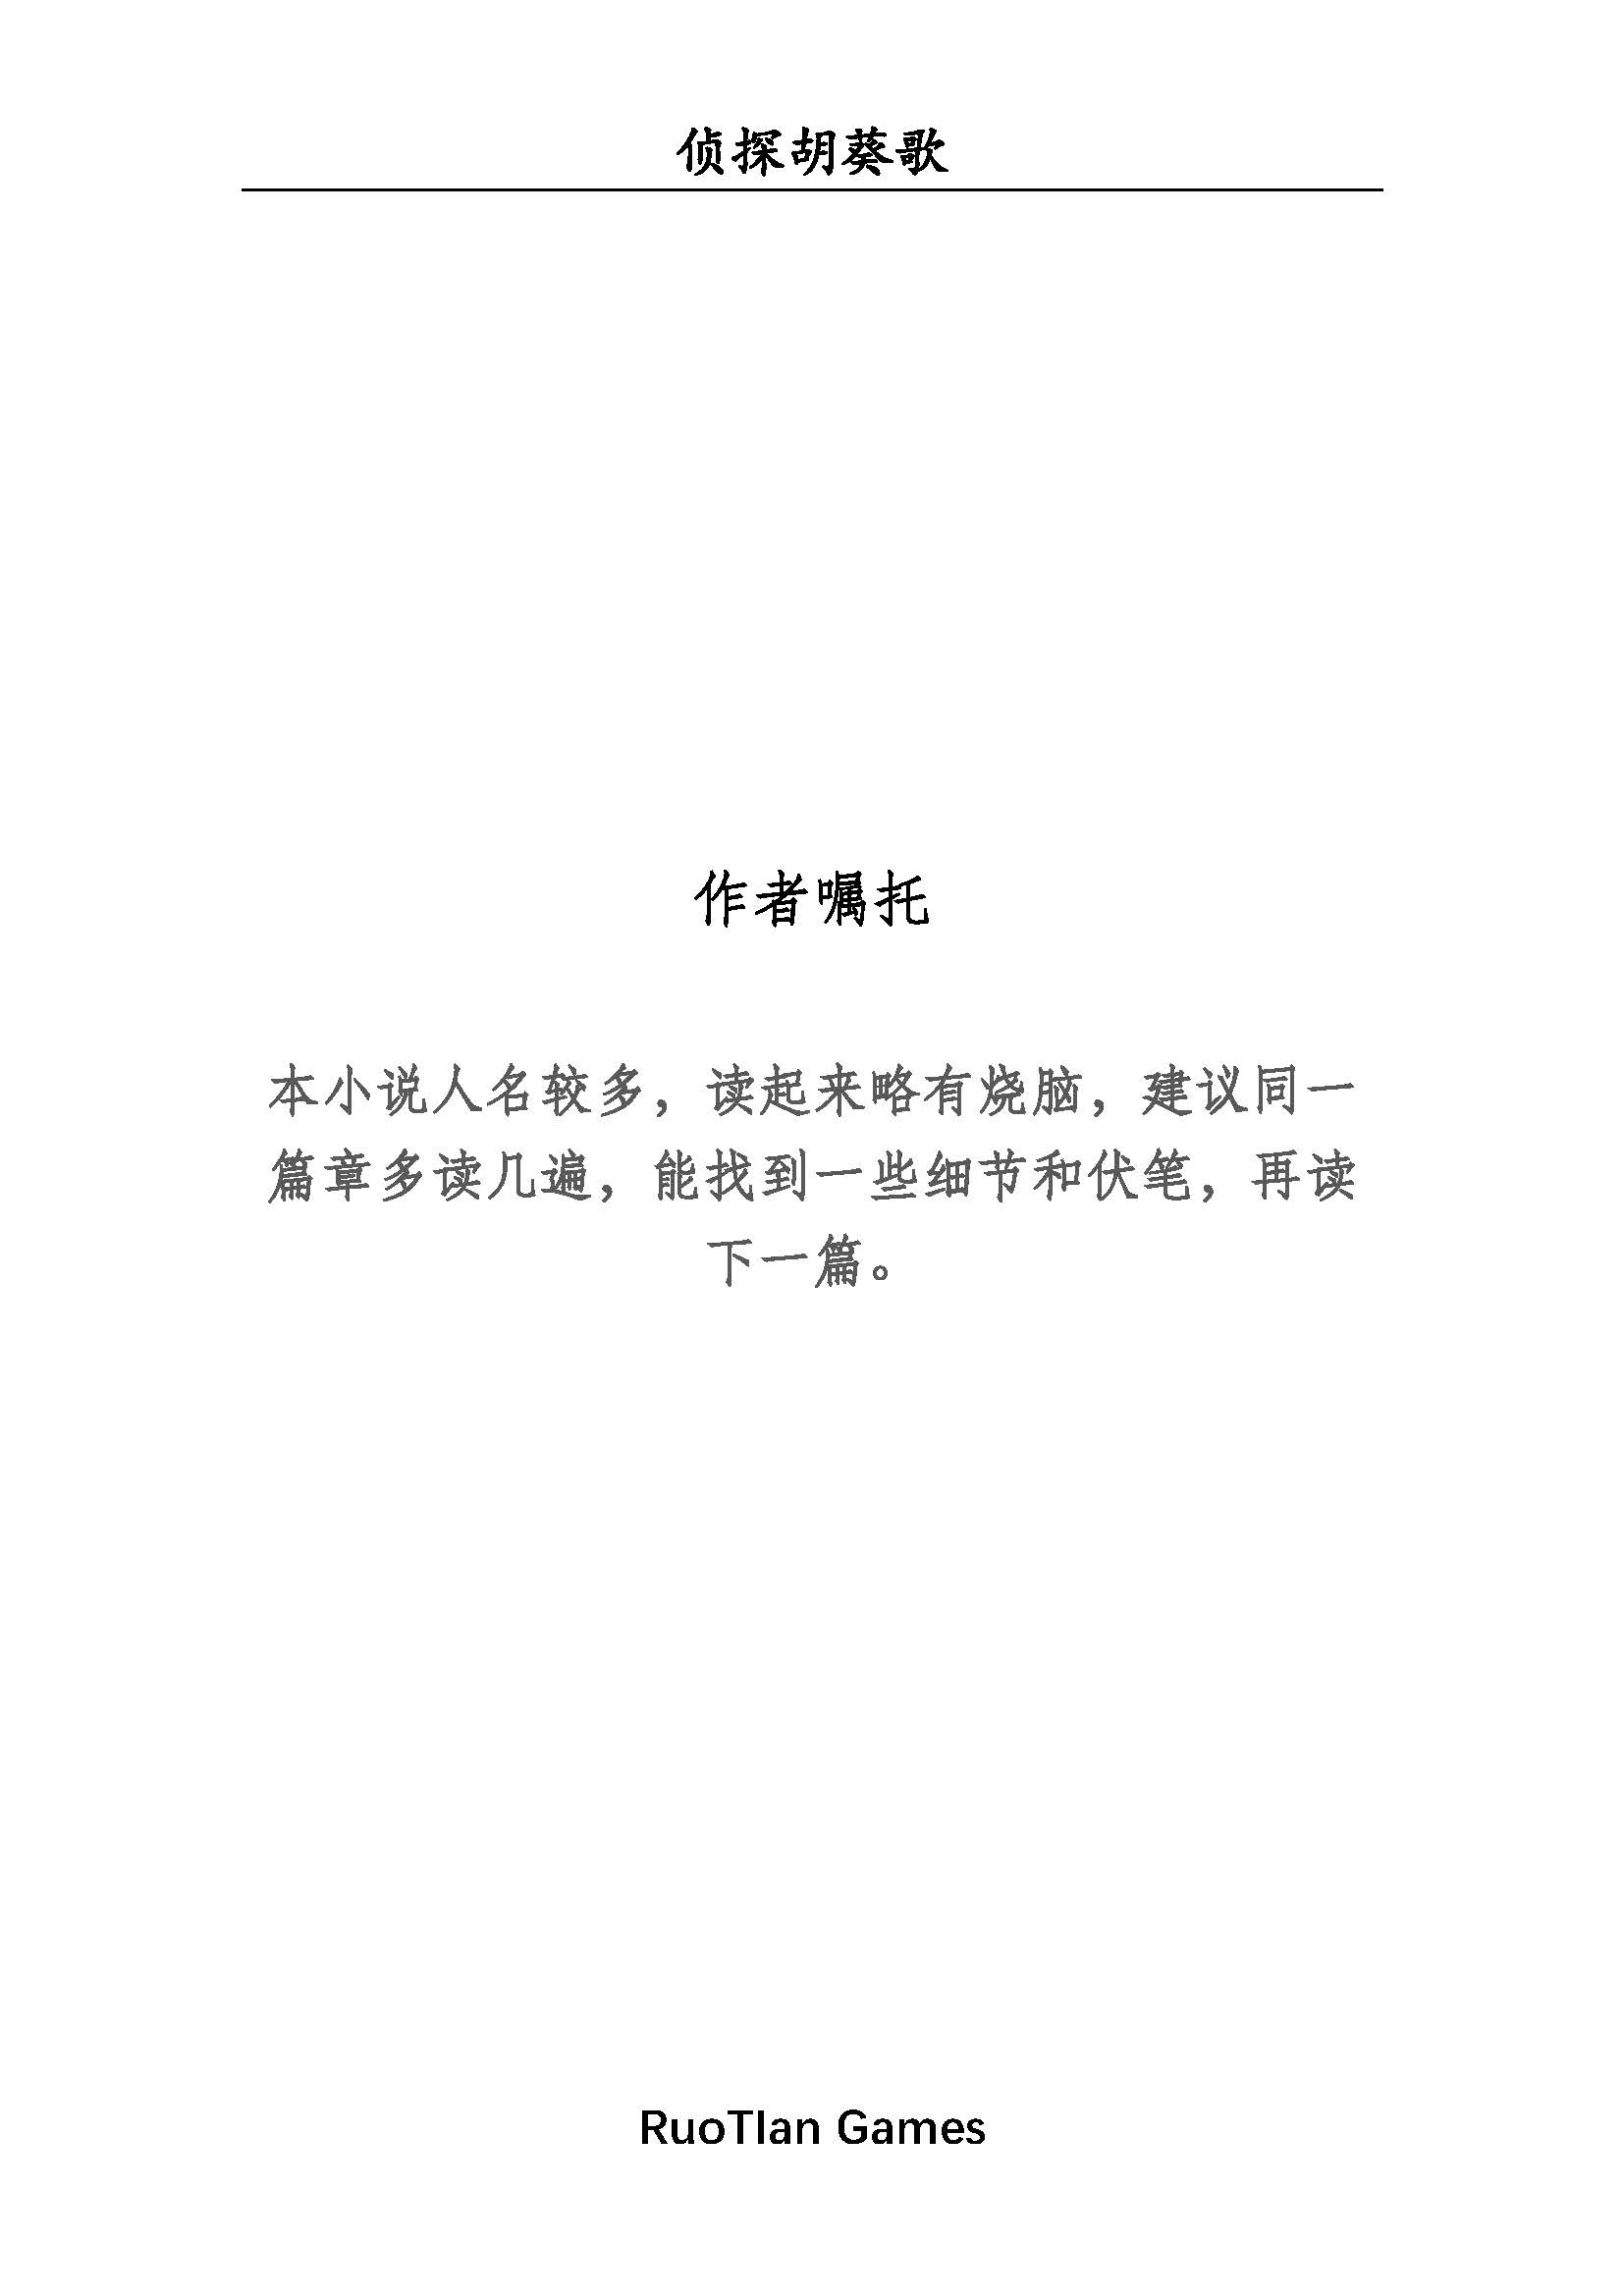 侦探胡葵歌
作者嘱托
本小说人名较多，读起来略有烧脑，建议同一
篇章多读几遍，能找到一些细节和伏笔，再读
下一篇。
RuoTIan Games